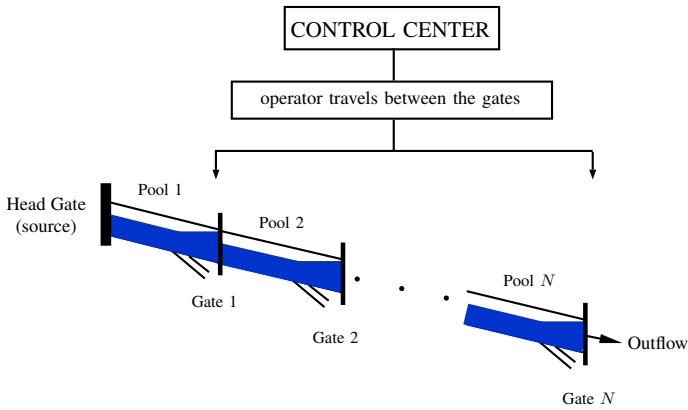 CONTROL CENTER
operator travels between the gates
Pool 1
Head Gate
(source)
Pool 2
Gate 1
Gate 2
Pool N
Outflow
Gate N